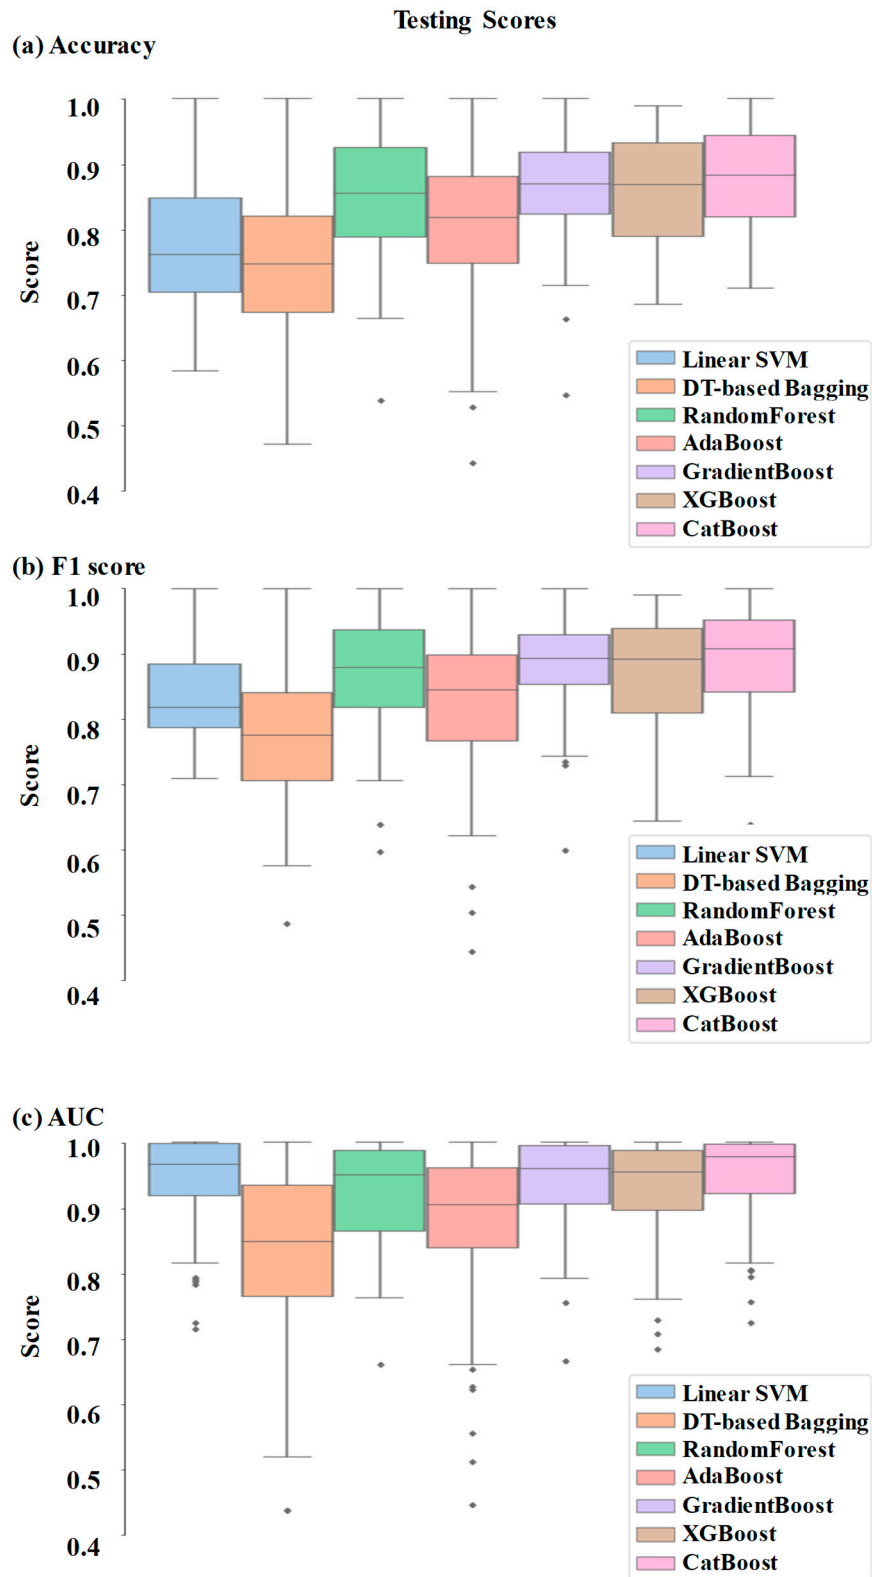 Testing Scores
(a) Accuracy
1.0
0.9
0.8
Score
0.7
0.6
0.5
0.4
Linear SVM
DT-based Bagging
RandomForest
AdaBoost
GradientBoost
XGBoost
CatBoost
(b) F1 score
1.0
0.9
0.8
Score
0.7
0.6
0.5
0.4
Linear SVM
DT-based Bagging
RandomForest
AdaBoost
GradientBoost
XGBoost
CatBoost
(c) AUC
1.0
0.9
0.8
Score
0.7
0.6
0.5
0.4
Linear SVM
DT-based Bagging
RandomForest
AdaBoost
GradientBoost
XGBoost
CatBoost